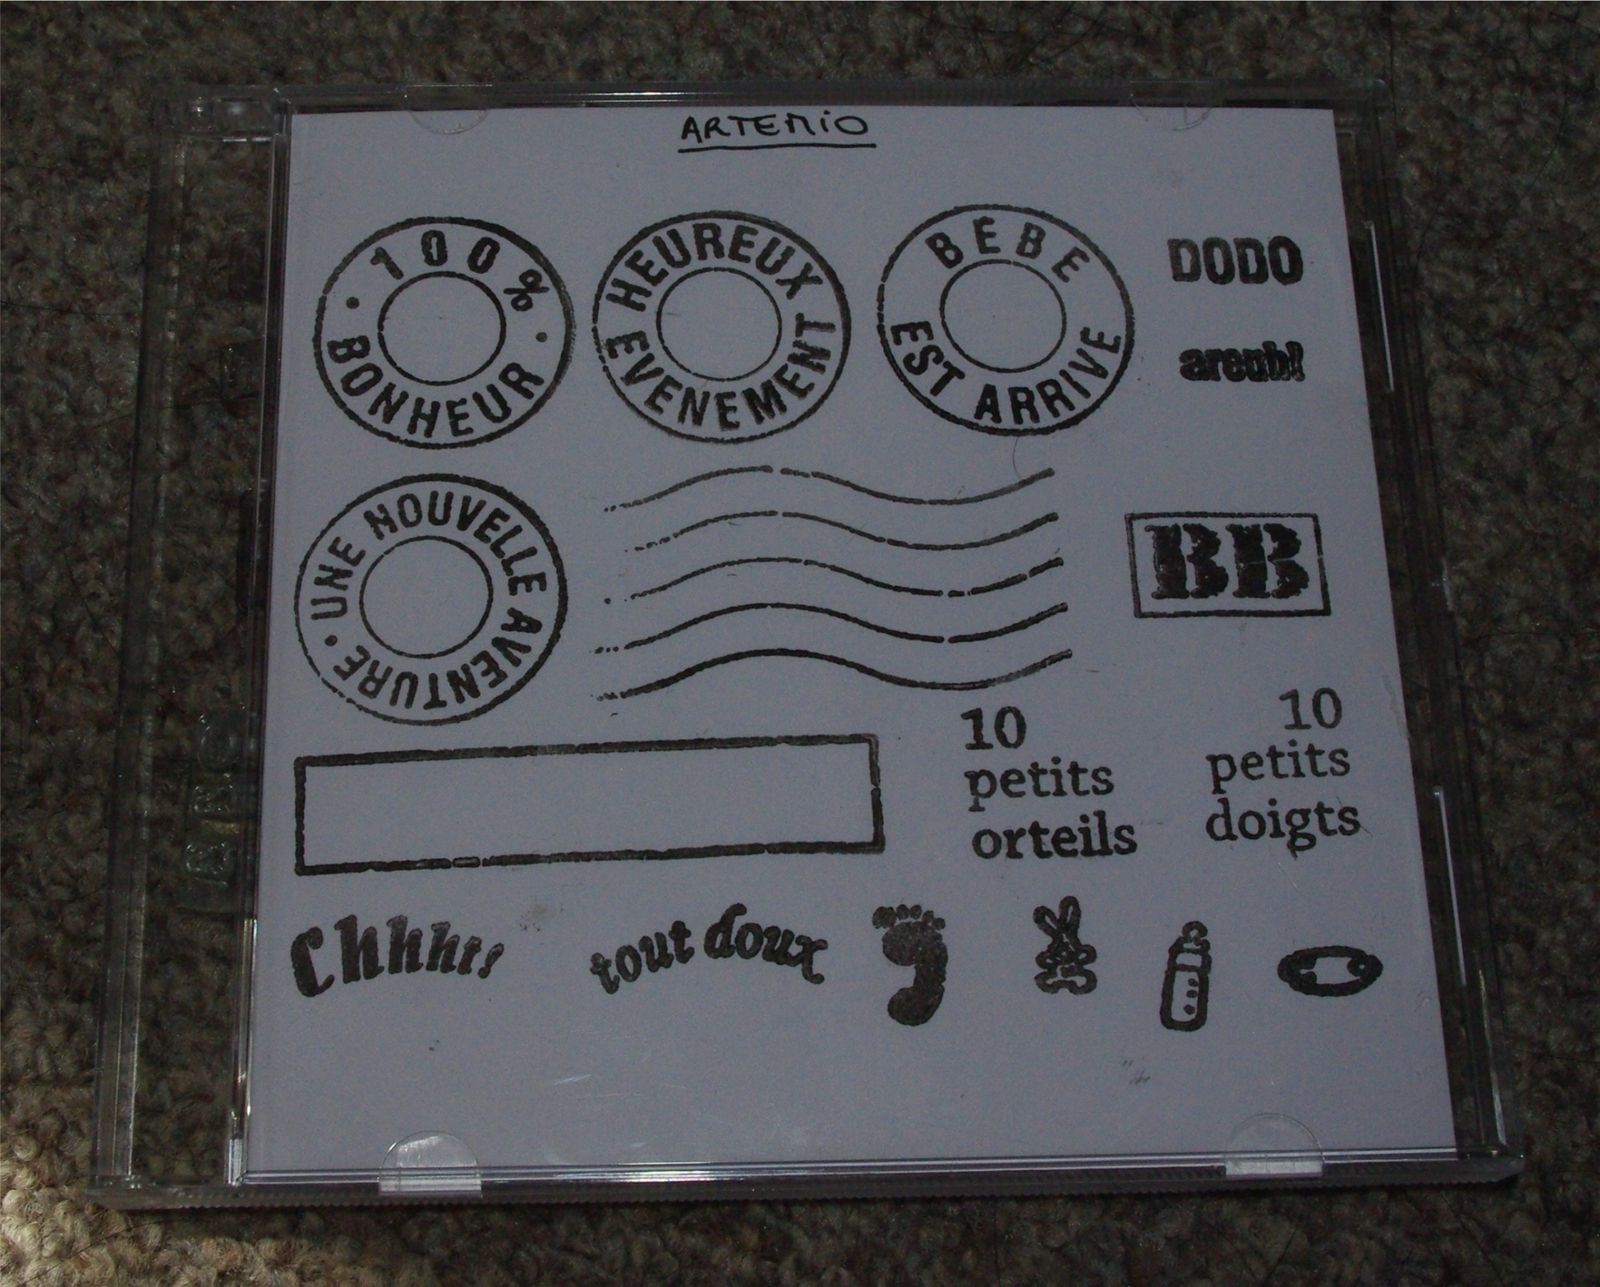 ARTEMiO
100%
BONHEUR
HEUREUX
EVENEMENT
BEBE
EST ARRIVE
DODO
areuh!
UNE NOUVELLE AVENTURE
BB
10
petits
orteils
10
petits
doigts
Chhht!
tout doux